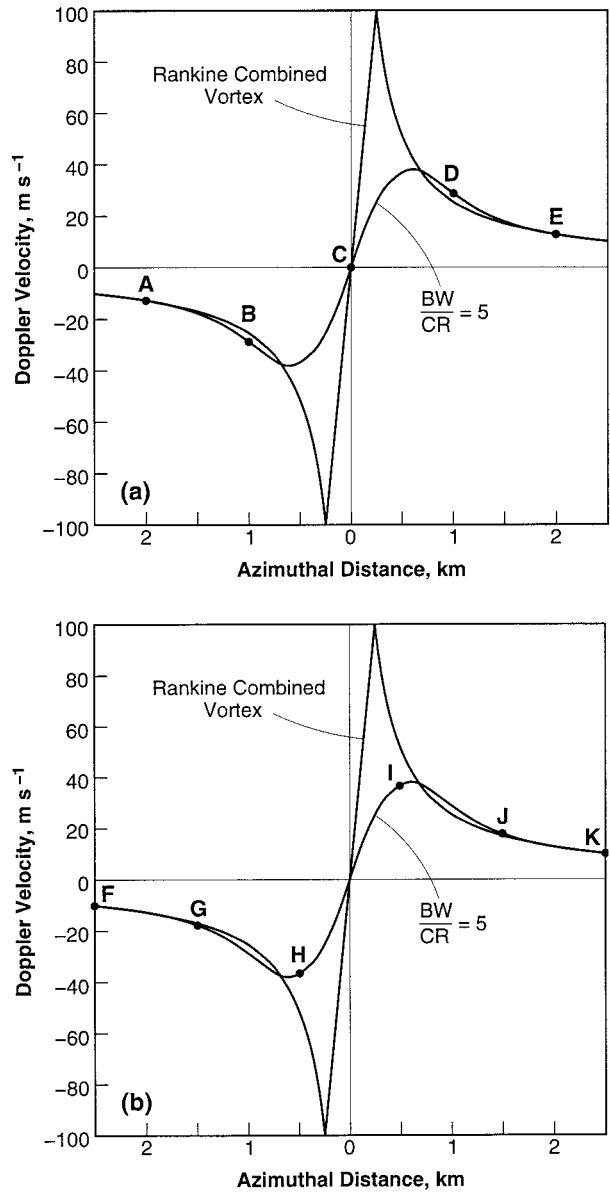 100
80
60
40
20
0
−20
−40
−60
−80
−100
Doppler Velocity, m s⁻¹
Rankine Combined
Vortex
A
B
C
D
E
BW
CR = 5
(a)
2 1 0 1 2
Azimuthal Distance, km
100
80
60
40
20
0
−20
−40
−60
−80
−100
Doppler Velocity, m s⁻¹
Rankine Combined
Vortex
F
G
H
I
J
K
BW
CR = 5
(b)
2 1 0 1 2
Azimuthal Distance, km